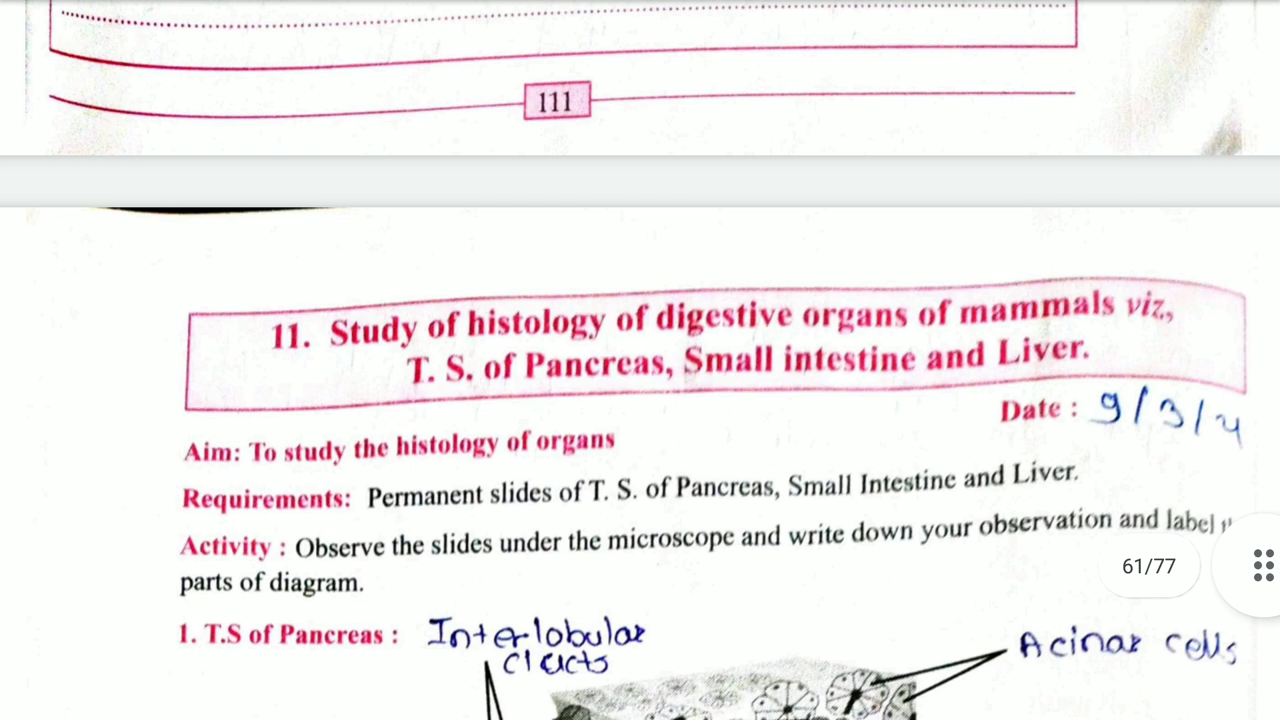 111
11. Study of histology of digestive organs of mammals viz,
T. S. of Pancreas, Small intestine and Liver.
Date : 9/3/
Aim: To study the histology of organs
Requirements: Permanent slides of T. S. of Pancreas, Small Intestine and Liver.
Activity : Observe the slides under the microscope and write down your observation and label
parts of diagram.
61/77
1. T.S of Pancreas : Interlobular
ducts
Acinar cells